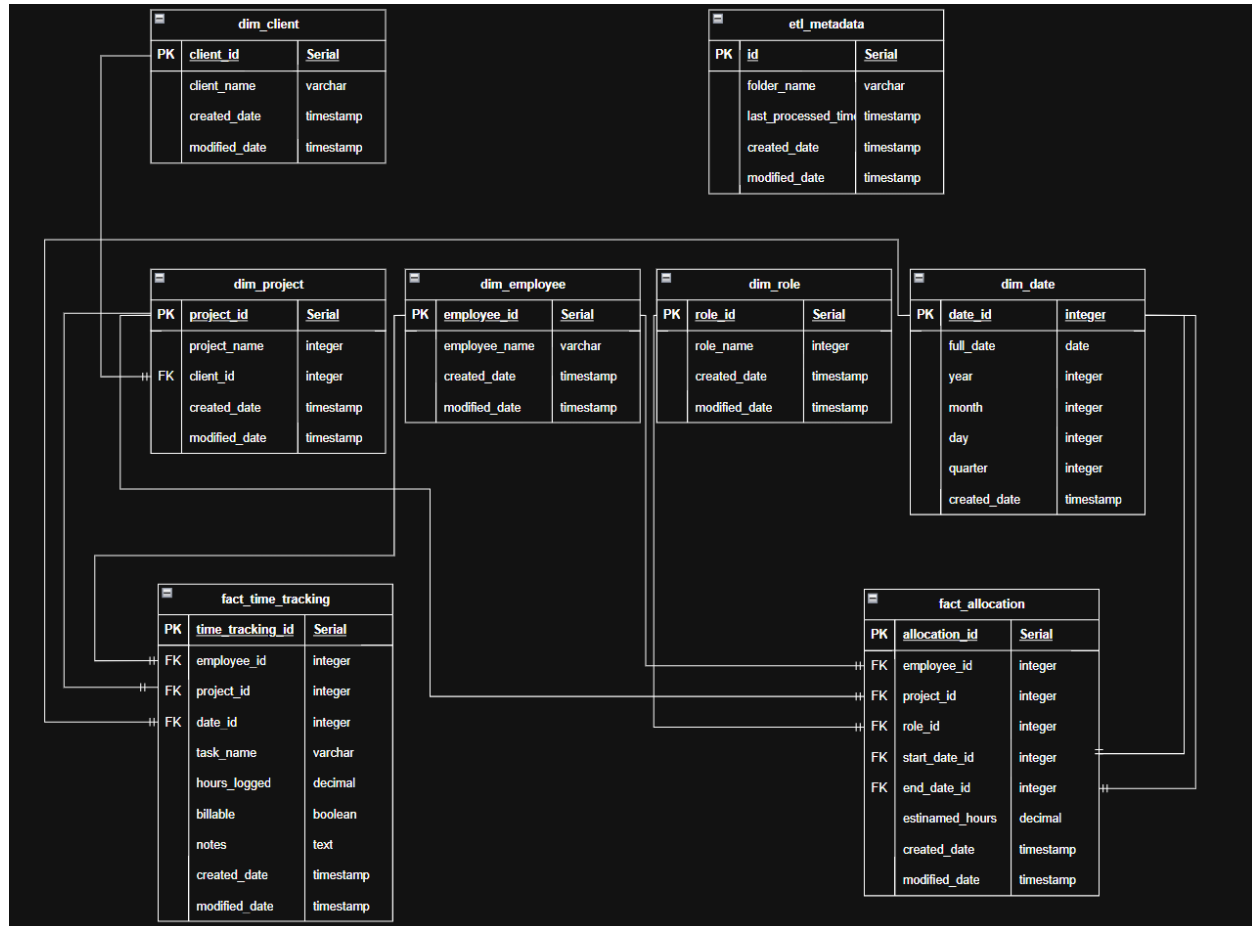 dim_client
PK client_id Serial
client_name varchar
created_date timestamp
modified_date timestamp
etl_metadata
PK id Serial
folder_name varchar
last_processed_time timestamp
created_date timestamp
modified_date timestamp
dim_project
PK project_id Serial
project_name integer
FK client_id integer
created_date timestamp
modified_date timestamp
dim_employee
PK employee_id Serial
employee_name varchar
created_date timestamp
modified_date timestamp
dim_role
PK role_id Serial
role_name integer
created_date timestamp
modified_date timestamp
dim_date
PK date_id integer
full_date date
year integer
month integer
day integer
quarter integer
created_date timestamp
fact_time_tracking
PK time_tracking_id Serial
FK employee_id integer
FK project_id integer
FK date_id integer
task_name varchar
hours_logged decimal
billable boolean
notes text
created_date timestamp
modified_date timestamp
fact_allocation
PK allocation_id Serial
FK employee_id integer
FK project_id integer
FK role_id integer
FK start_date_id integer
FK end_date_id integer
estinamed_hours decimal
created_date timestamp
modified_date timestamp